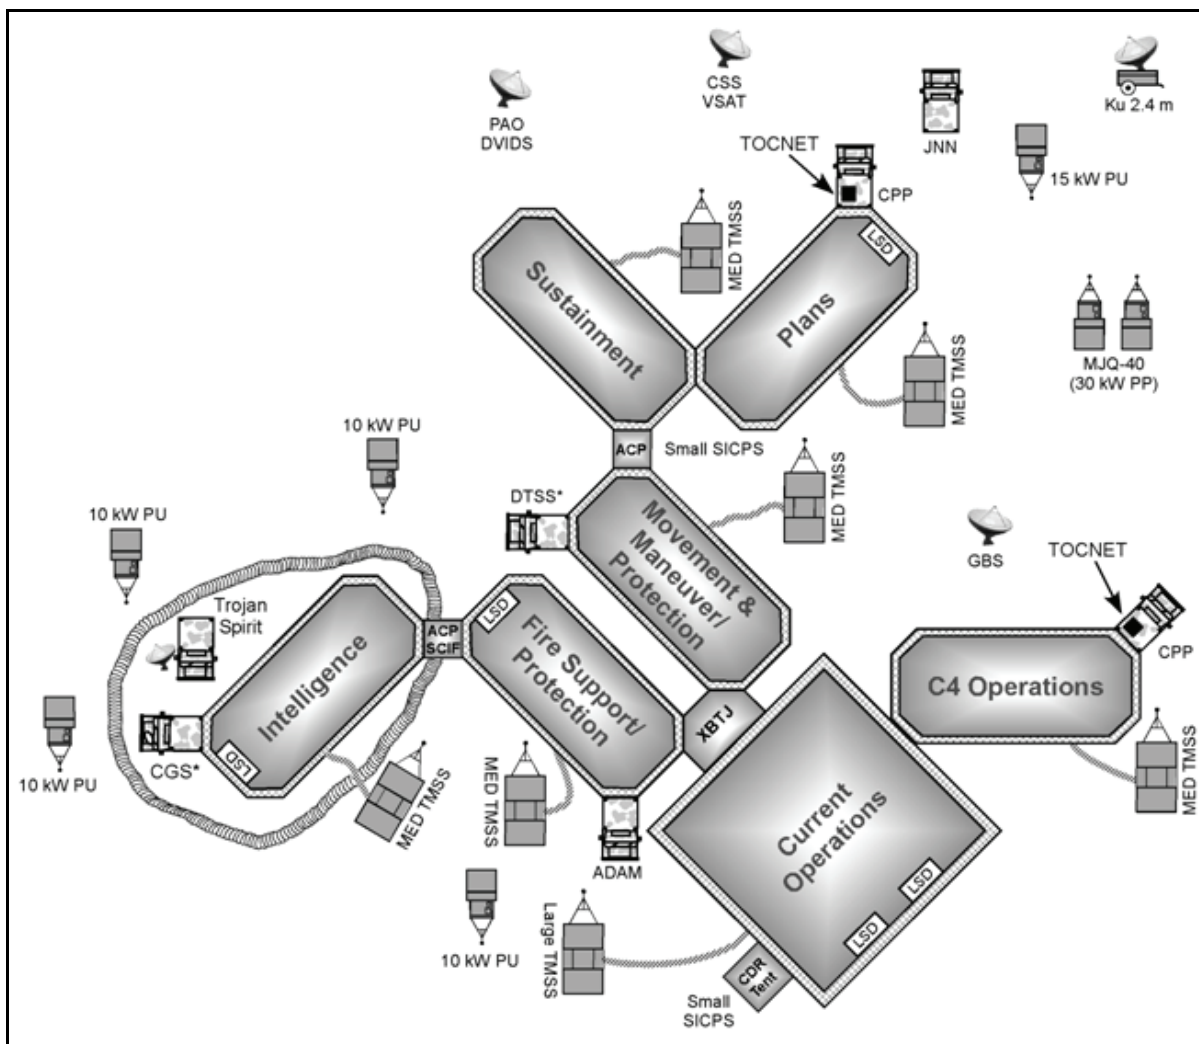 CSS
VSAT
PAO
DVIDS
Ku 2.4 m
JNN
TOCNET
15 kW PU
CPP
MED TMSS
LSD
Sustainment
Plans
MED TMSS
MJQ-40
(30 kW PP)
10 kW PU
ACP
Small SICPS
MED TMSS
DTSS*
10 kW PU
Movement &
Maneuver/
Protection
GBS
TOCNET
Trojan
Spirit
LSD
ACP
SCIF
Fire Support/
Protection
Intelligence
CPP
C4 Operations
XBTJ
LSD
CGS*
10 kW PU
MED TMSS
MED TMSS
MED TMSS
Current
Operations
ADAM
LSD
LSD
Large TMSS
10 kW PU
CDR
Tent
Small
SICPS